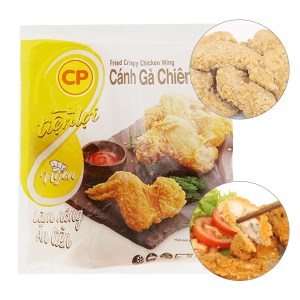 CP
Fried Crispy Chicken Wing
Cánh Gà Chiên
tiện lợi
Ngon
Làm nóng
Ăn liền